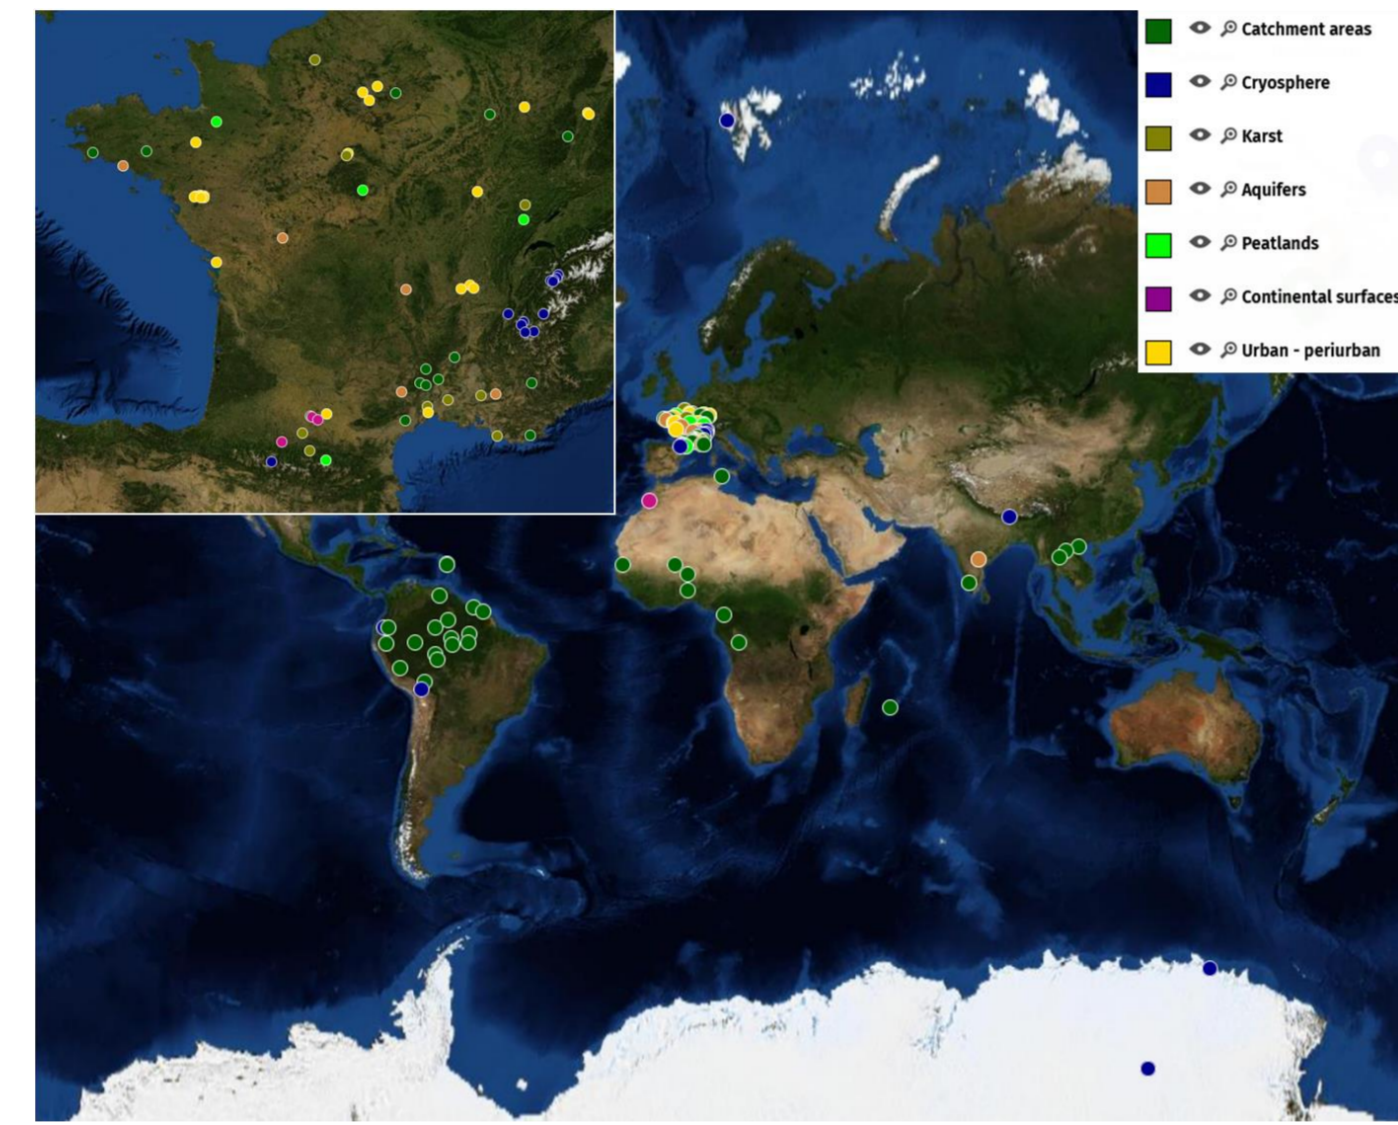 Catchment areas
Cryosphere
Karst
Aquifers
Peatlands
Continental surfaces
Urban - periurban